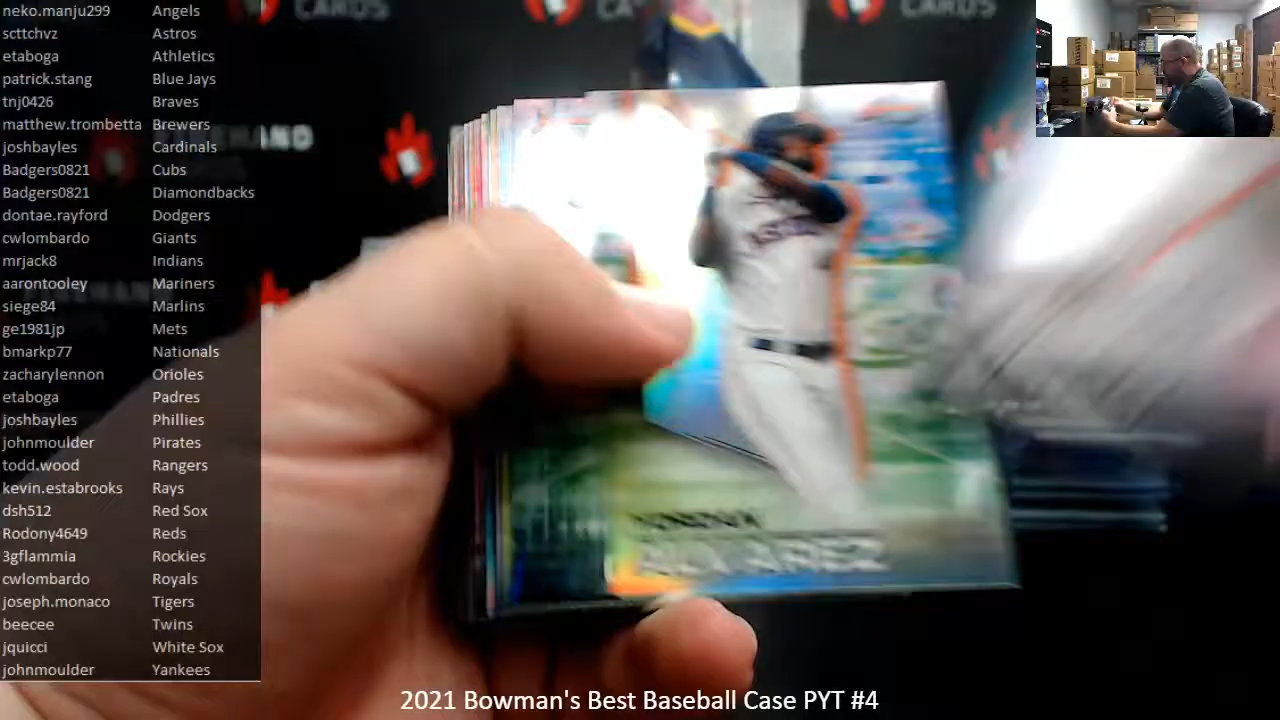 neko.manju299 Angels
scttchvz Astros
etaboga Athletics
patrick.stang Blue Jays
tnj0426 Braves
matthew.trombetta Brewers
joshbayles Cardinals
Badgers0821 Cubs
Badgers0821 Diamondbacks
dontae.rayford Dodgers
cwlombardo Giants
mrjack8 Indians
aarontooley Mariners
siege84 Marlins
ge1981jp Mets
bmarkp77 Nationals
zacharylennon Orioles
etaboga Padres
joshbayles Phillies
johnmoulder Pirates
todd.wood Rangers
kevin.estabrooks Rays
dsh512 Red Sox
Rodony4649 Reds
3gflammia Rockies
cwlombardo Royals
joseph.monaco Tigers
beecee Twins
jquicci White Sox
johnmoulder Yankees
CARDS
CARDS
YORDAN
ALVAREZ
2021 Bowman's Best Baseball Case PYT #4